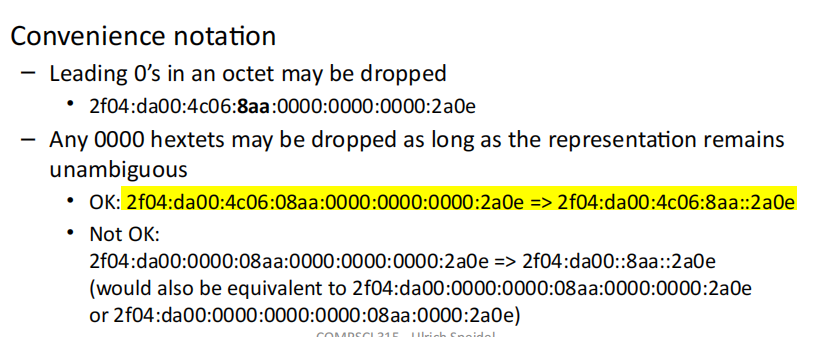 Convenience notation
– Leading 0’s in an octet may be dropped
• 2f04:da00:4c06:8aa:0000:0000:0000:2a0e
– Any 0000 hextets may be dropped as long as the representation remains
unambiguous
• OK: 2f04:da00:4c06:08aa:0000:0000:0000:2a0e => 2f04:da00:4c06:8aa::2a0e
• Not OK:
2f04:da00:0000:08aa:0000:0000:0000:2a0e => 2f04:da00::8aa::2a0e
(would also be equivalent to 2f04:da00:0000:0000:08aa:0000:0000:2a0e
or 2f04:da00:0000:0000:0000:08aa:0000:2a0e)
COMPSCI 315 - Ulrich Speidel